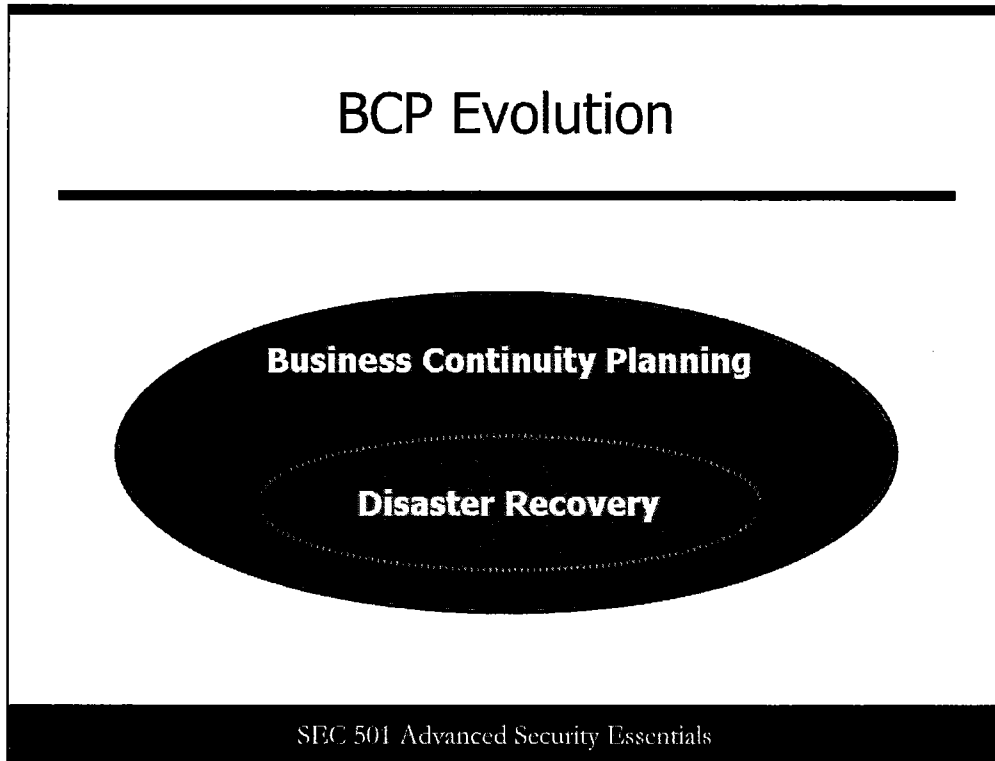 BCP Evolution
Business Continuity Planning
Disaster Recovery
SEC 501 Advanced Security Essentials